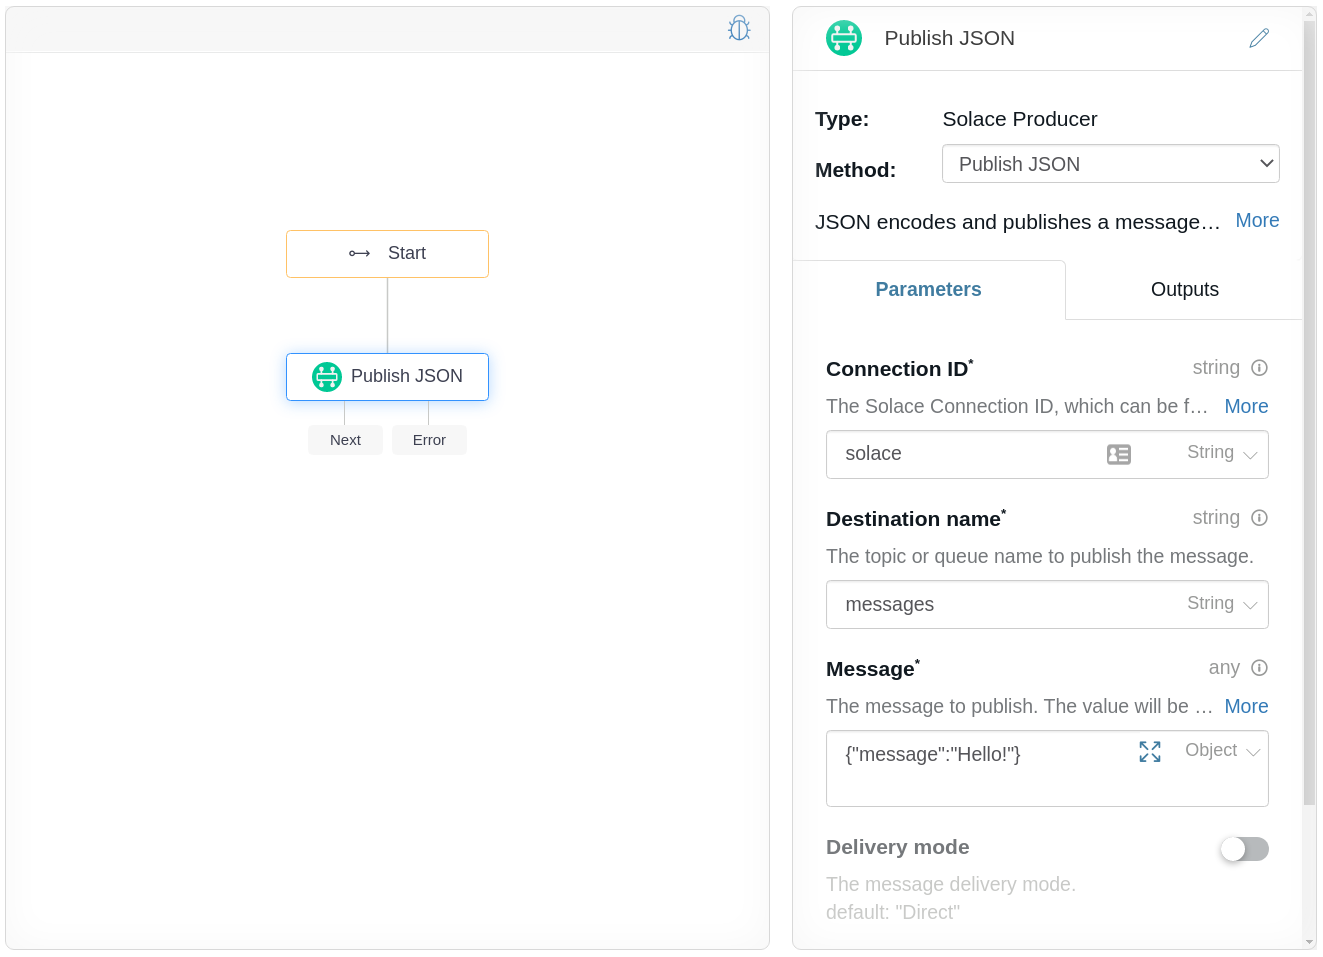 Start
Publish JSON
Next
Error
Publish JSON
Type:
Solace Producer
Method:
Publish JSON
JSON encodes and publishes a message… More
Parameters
Outputs
Connection ID*
string
The Solace Connection ID, which can be f… More
solace
String
Destination name*
string
The topic or queue name to publish the message.
messages
String
Message*
any
The message to publish. The value will be … More
{"message":"Hello!"}
Object
Delivery mode
The message delivery mode.
default: "Direct"